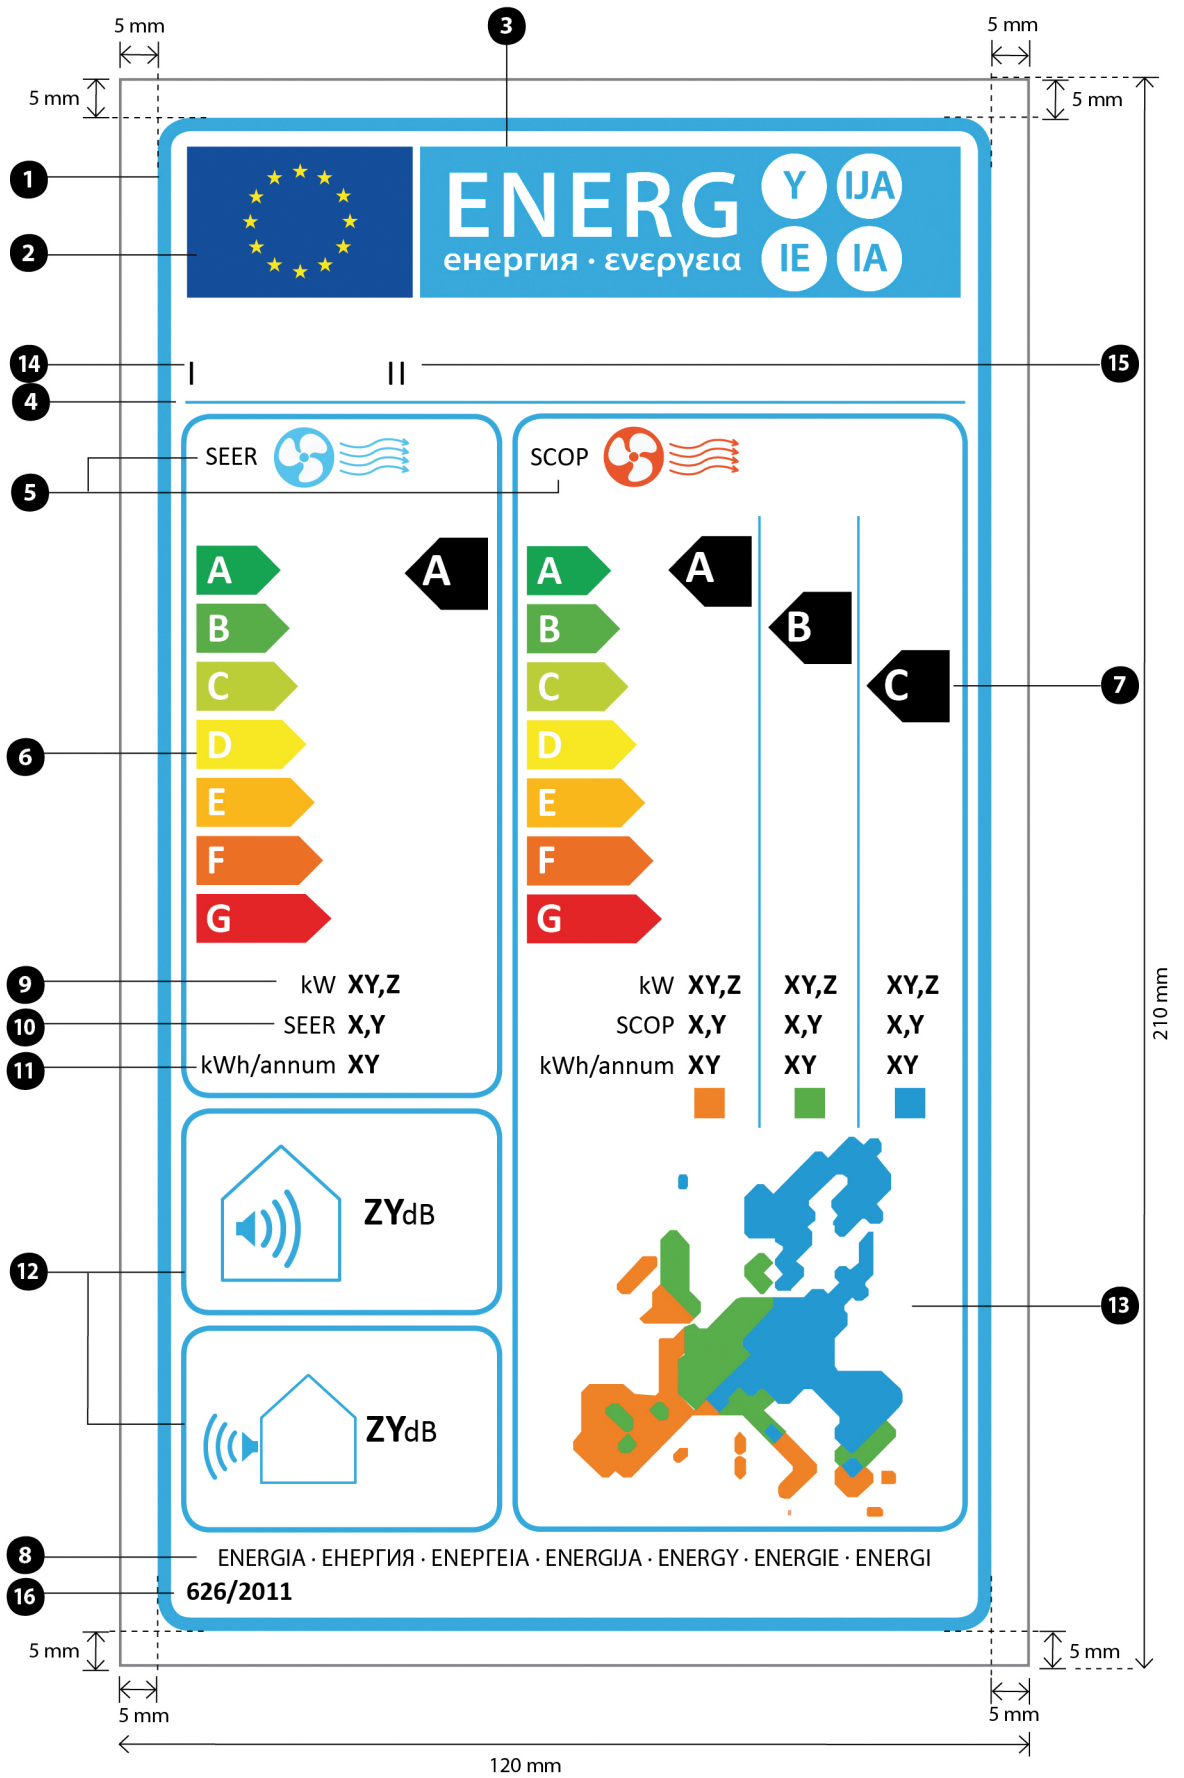 5 mm
3
5 mm
5 mm
5 mm
1
2
ENERG
енергия · ενεργεια
Y
IJA
IE
IA
14
I
II
15
4
SEER
SCOP
5
A
A
A
A
B
B
B
C
C
C
7
D
D
6
E
E
F
F
G
G
9
kW XY,Z
kW XY,Z XY,Z XY,Z
10
SEER X,Y
SCOP X,Y X,Y X,Y
11
kWh/annum XY
kWh/annum XY XY XY
210 mm
ZYdB
12
13
ZYdB
8
ENERGIA · ЕНЕРГИЯ · ΕΝΕΡΓΕΙΑ · ENERGIJA · ENERGY · ENERGIE · ENERGI
16
626/2011
5 mm
5 mm
5 mm
5 mm
120 mm